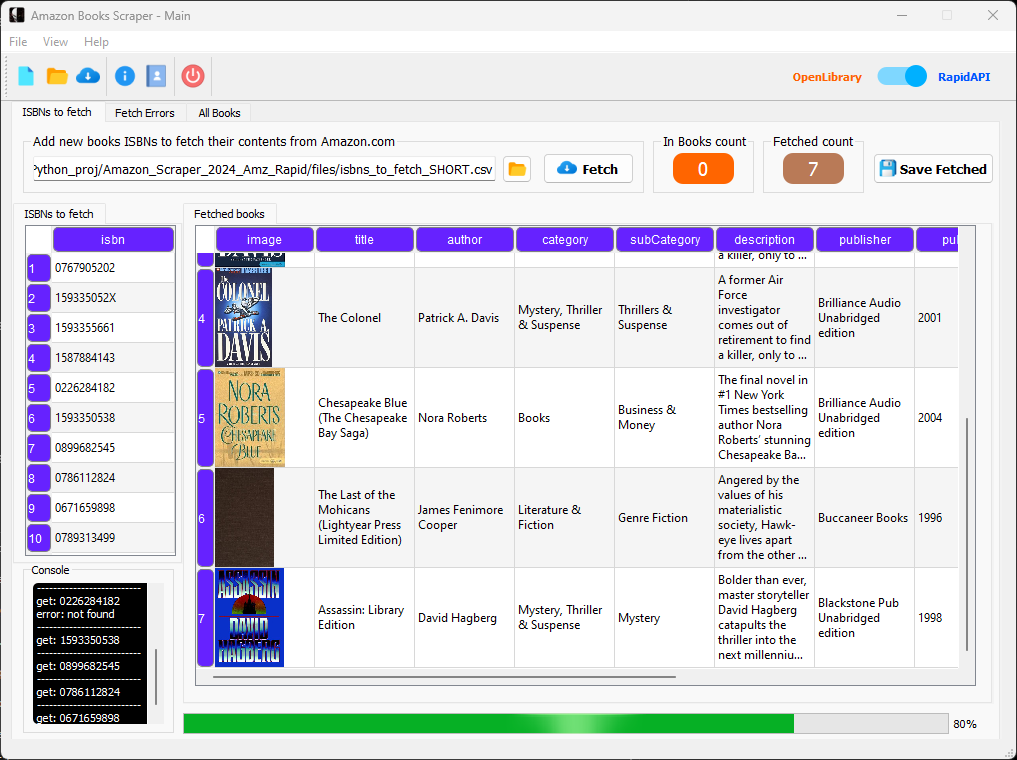 Amazon Books Scraper - Main
File View Help
OpenLibrary RapidAPI
ISBNs to fetch Fetch Errors All Books
Add new books ISBNs to fetch their contents from Amazon.com
ython_proj/Amazon_Scraper_2024_Amz_Rapid/files/isbns_to_fetch_SHORT.csv
Fetch
In Books count
0
Fetched count
7
Save Fetched
ISBNs to fetch
isbn
1 0767905202
2 159335052X
3 1593355661
4 1587884143
5 0226284182
6 1593350538
7 0899682545
8 0786112824
9 0671659898
10 0789313499
Console
get: 0226284182
error: not found
get: 1593350538
get: 0899682545
get: 0786112824
get: 0671659898
Fetched books
image title author category subCategory description publisher
DAVIS
a killer, only to ...
4
The
COLONEL
PATRICK A.
DAVIS
The Colonel
Patrick A. Davis
Mystery, Thriller
& Suspense
Thrillers &
Suspense
A former Air
Force
investigator
comes out of
retirement to find
a killer, only to ...
Brilliance Audio
Unabridged
edition
2001
5
NORA
ROBERTS
CHESAPEAKE
BLUE
Chesapeake Blue
(The Chesapeake
Bay Saga)
Nora Roberts
Books
Business &
Money
The final novel in
#1 New York
Times bestselling
author Nora
Roberts’ stunning
Chesapeake Ba...
Brilliance Audio
Unabridged
edition
2004
6
The Last of the
Mohicans
(Lightyear Press
Limited Edition)
James Fenimore
Cooper
Literature &
Fiction
Genre Fiction
Angered by the
values of his
materialistic
society, Hawk-
eye lives apart
from the other ...
Buccaneer Books
1996
7
ASSASSIN
DAVID
HAGBERG
Assassin: Library
Edition
David Hagberg
Mystery, Thriller
& Suspense
Mystery
Bolder than ever,
master storyteller
David Hagberg
catapults the
thriller into the
next millenniu...
Blackstone Pub
Unabridged
edition
1998
80%